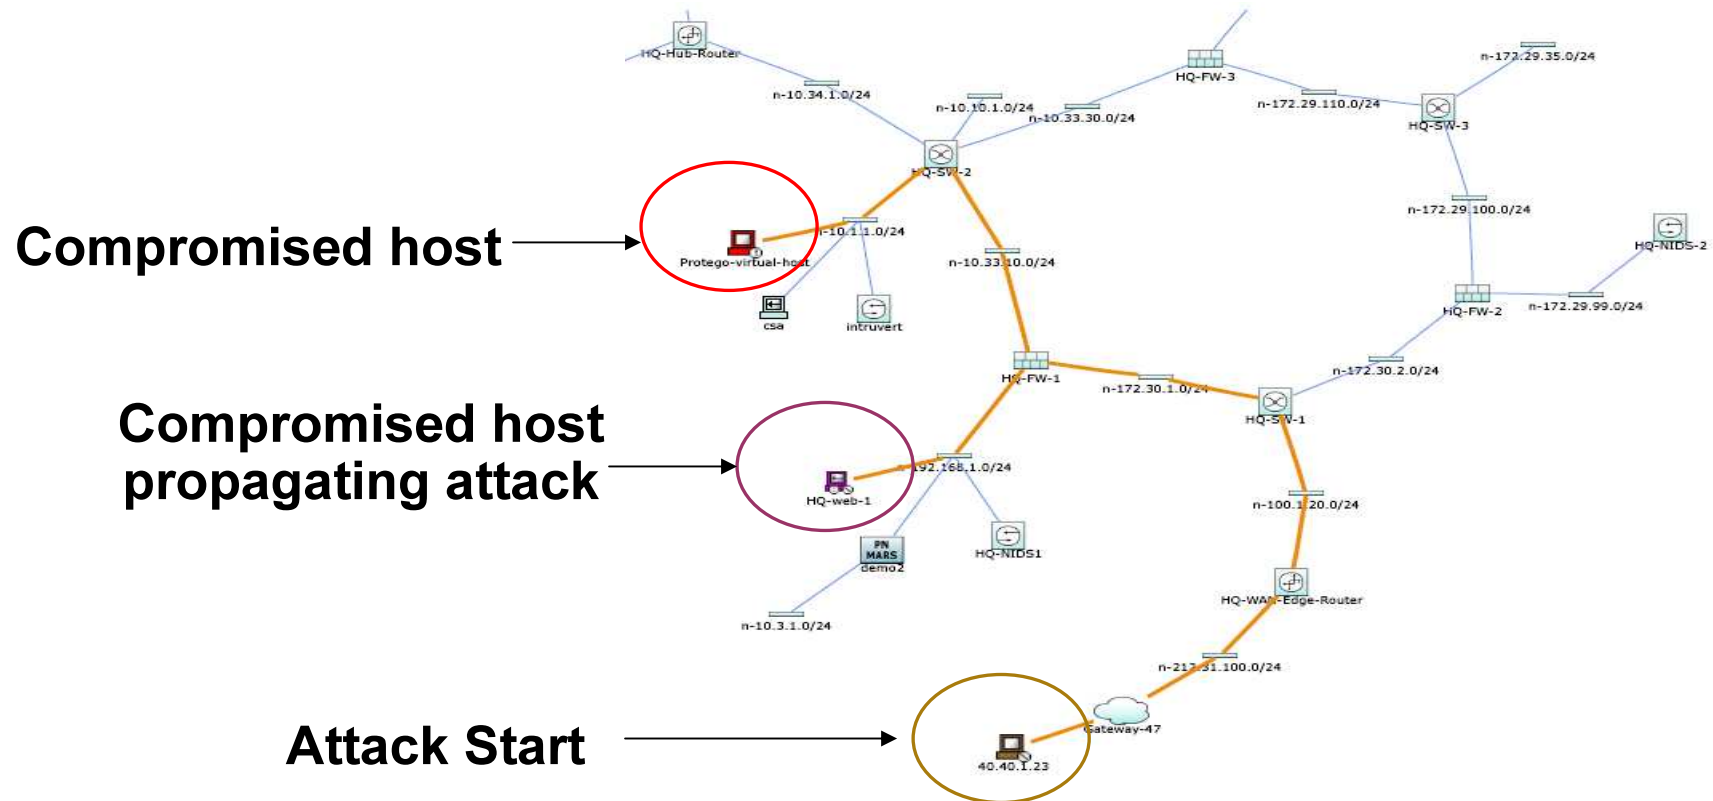 HQ-Hub-Router
n-10.34.1.0/24
n-10.10.1.0/24
n-10.33.30.0/24
HQ-FW-3
n-172.29.110.0/24
n-172.29.35.0/24
HQ-SW-3
HQ-SW-2
n-172.29.100.0/24
Compromised host
n-10.1.1.0/24
Protego-virtual-host
n-10.33.10.0/24
HQ-NIDS-2
csa
intruvert
HQ-FW-2
n-172.29.99.0/24
HQ-FW-1
n-172.30.1.0/24
n-172.30.2.0/24
HQ-SW-1
Compromised host
propagating attack
n-192.168.1.0/24
HQ-web-1
n-100.1.20.0/24
PN
MARS
demo2
HQ-NIDS1
HQ-WAN-Edge-Router
n-10.3.1.0/24
Attack Start
Gateway-47
40.40.1.23